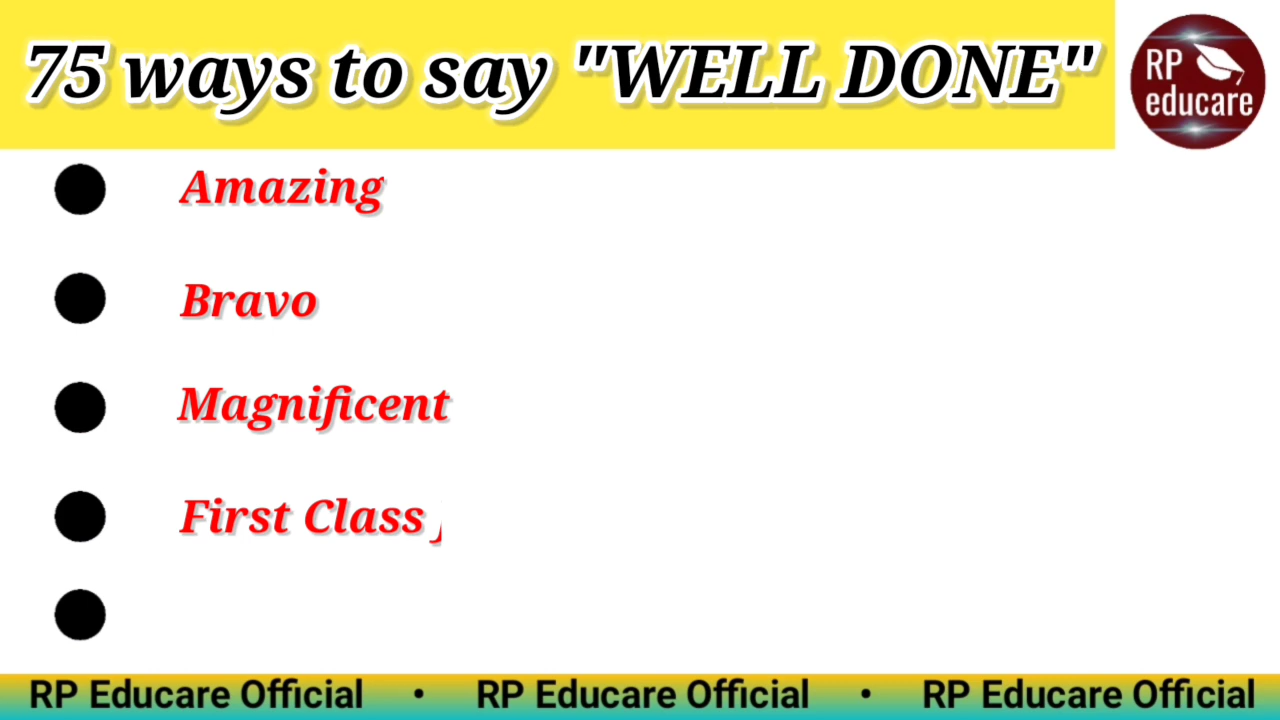 75 ways to say "WELL DONE"
RP
educare
Amazing
Bravo
Magnificent
First Class
RP Educare Official • RP Educare Official • RP Educare Official